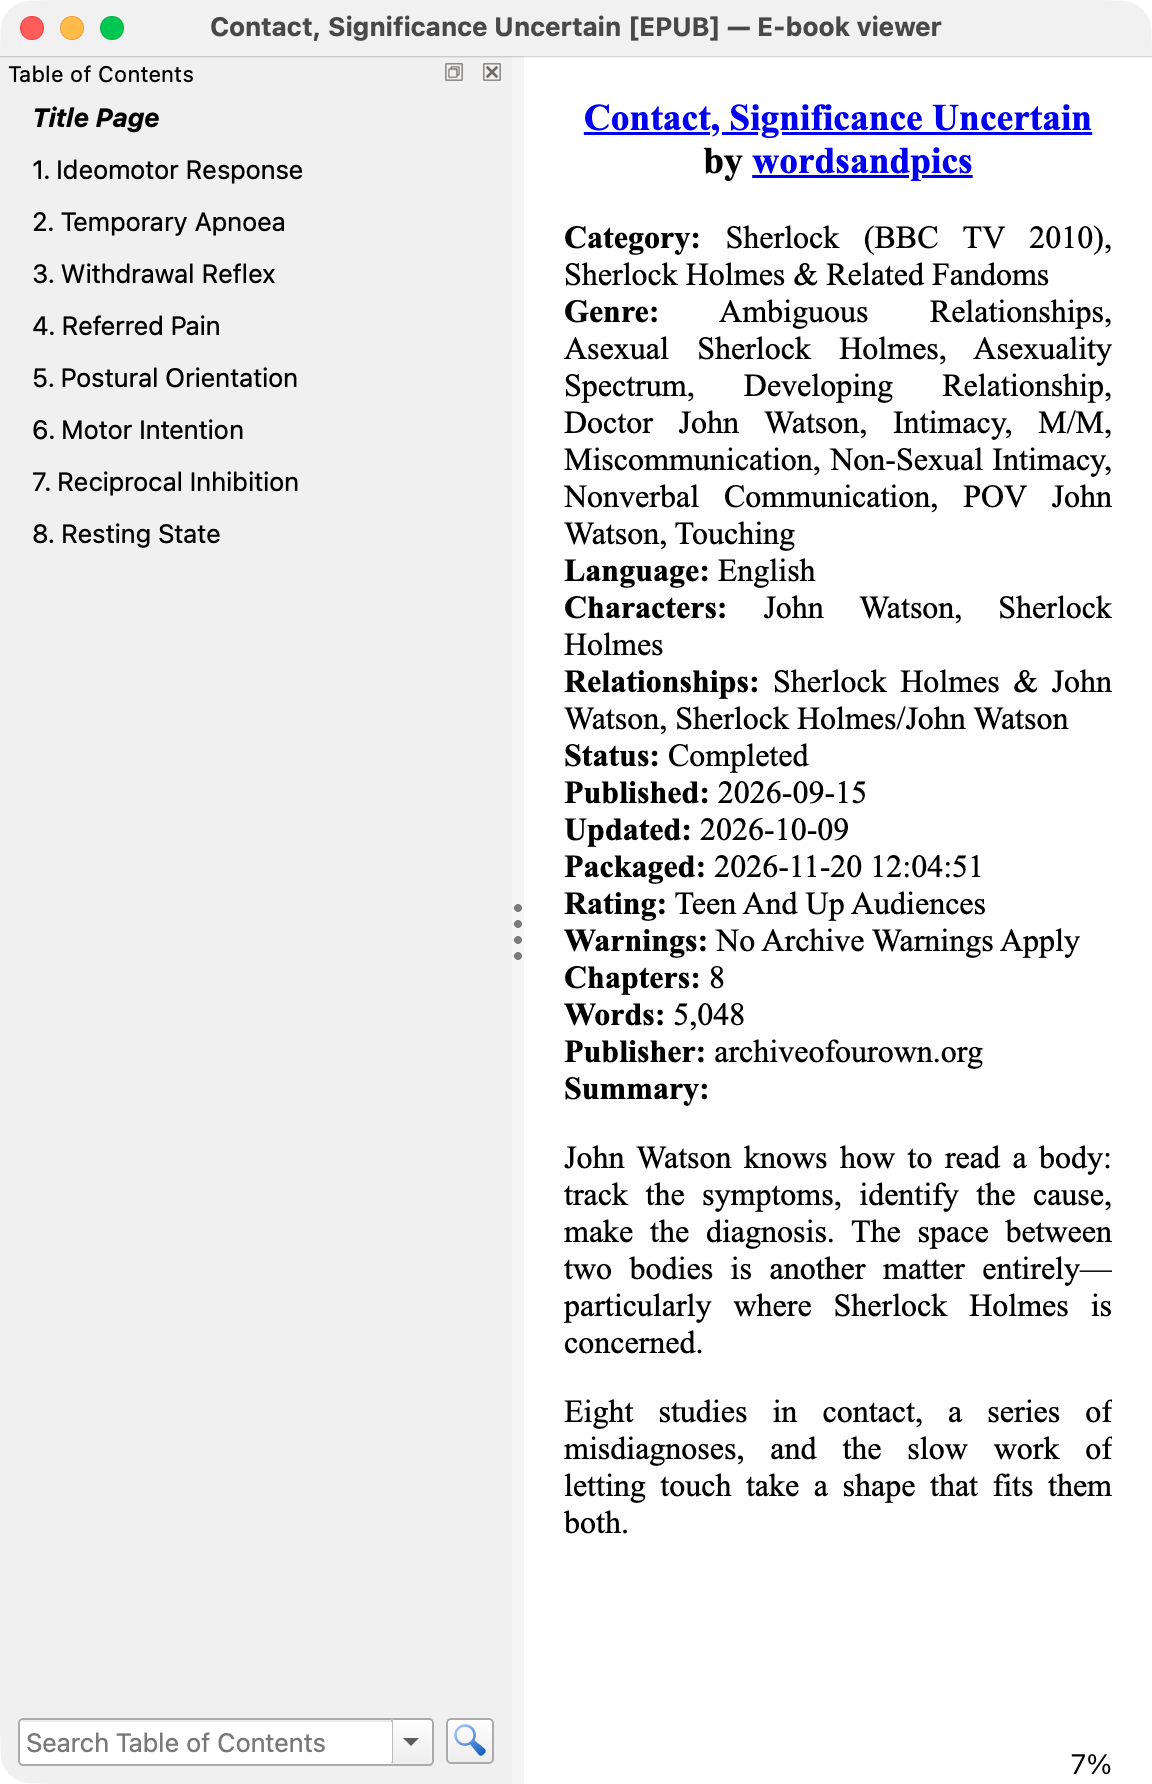 Contact, Significance Uncertain [EPUB] — E-book viewer
Table of Contents
Title Page
1. Ideomotor Response
2. Temporary Apnoea
3. Withdrawal Reflex
4. Referred Pain
5. Postural Orientation
6. Motor Intention
7. Reciprocal Inhibition
8. Resting State
Search Table of Contents
Contact, Significance Uncertain
by wordsandpics
Category: Sherlock (BBC TV 2010),
Sherlock Holmes & Related Fandoms
Genre: Ambiguous Relationships,
Asexual Sherlock Holmes, Asexuality
Spectrum, Developing Relationship,
Doctor John Watson, Intimacy, M/M,
Miscommunication, Non-Sexual Intimacy,
Nonverbal Communication, POV John
Watson, Touching
Language: English
Characters: John Watson, Sherlock
Holmes
Relationships: Sherlock Holmes & John
Watson, Sherlock Holmes/John Watson
Status: Completed
Published: 2026-09-15
Updated: 2026-10-09
Packaged: 2026-11-20 12:04:51
Rating: Teen And Up Audiences
Warnings: No Archive Warnings Apply
Chapters: 8
Words: 5,048
Publisher: archiveofourown.org
Summary:
John Watson knows how to read a body:
track the symptoms, identify the cause,
make the diagnosis. The space between
two bodies is another matter entirely—
particularly where Sherlock Holmes is
concerned.
Eight studies in contact, a series of
misdiagnoses, and the slow work of
letting touch take a shape that fits them
both.
7%